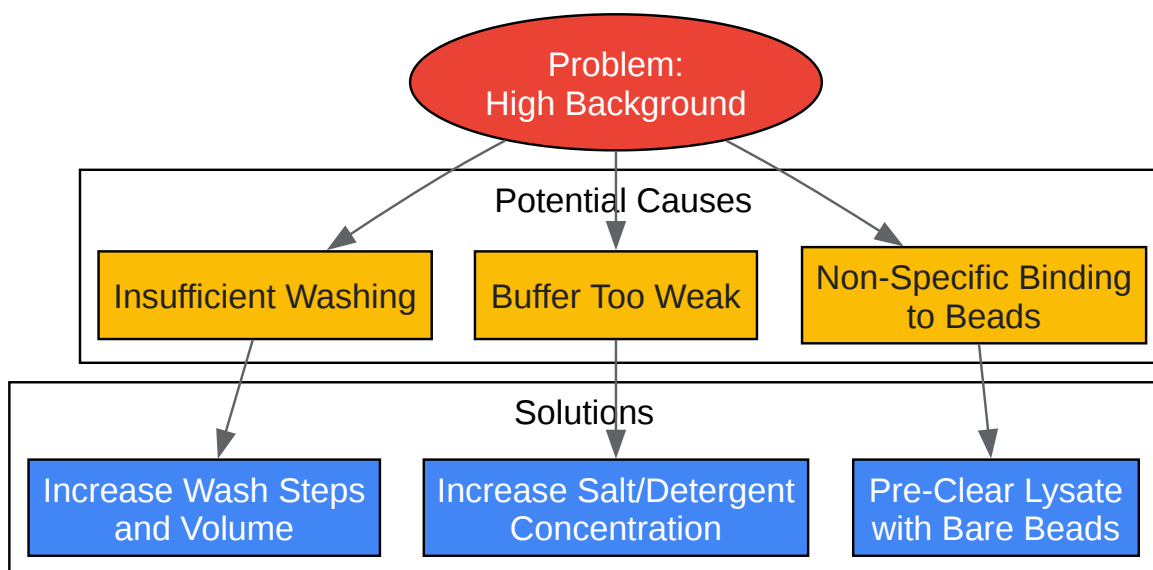 Problem:
High Background
Potential Causes
Insufficient Washing
Buffer Too Weak
Non-Specific Binding
to Beads
Solutions
Increase Wash Steps
and Volume
Increase Salt/Detergent
Concentration
Pre-Clear Lysate
with Bare Beads